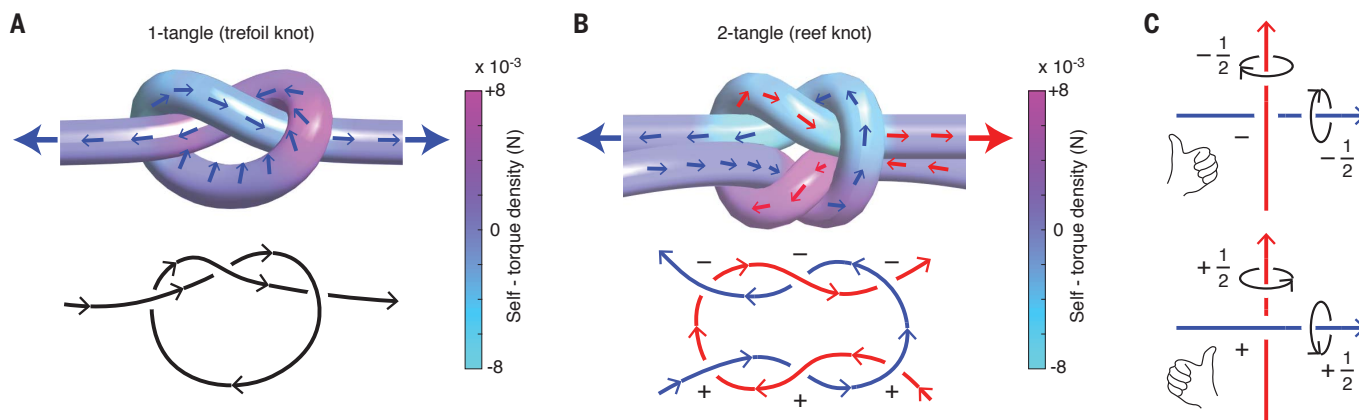 A
1-tangle (trefoil knot)
x 10⁻³
+8
0
-8
Self - torque density (N)
B
2-tangle (reef knot)
x 10⁻³
+8
0
-8
Self - torque density (N)
− − −
+ + +
C
− 1/2
−
− 1/2
+ 1/2
+
+ 1/2